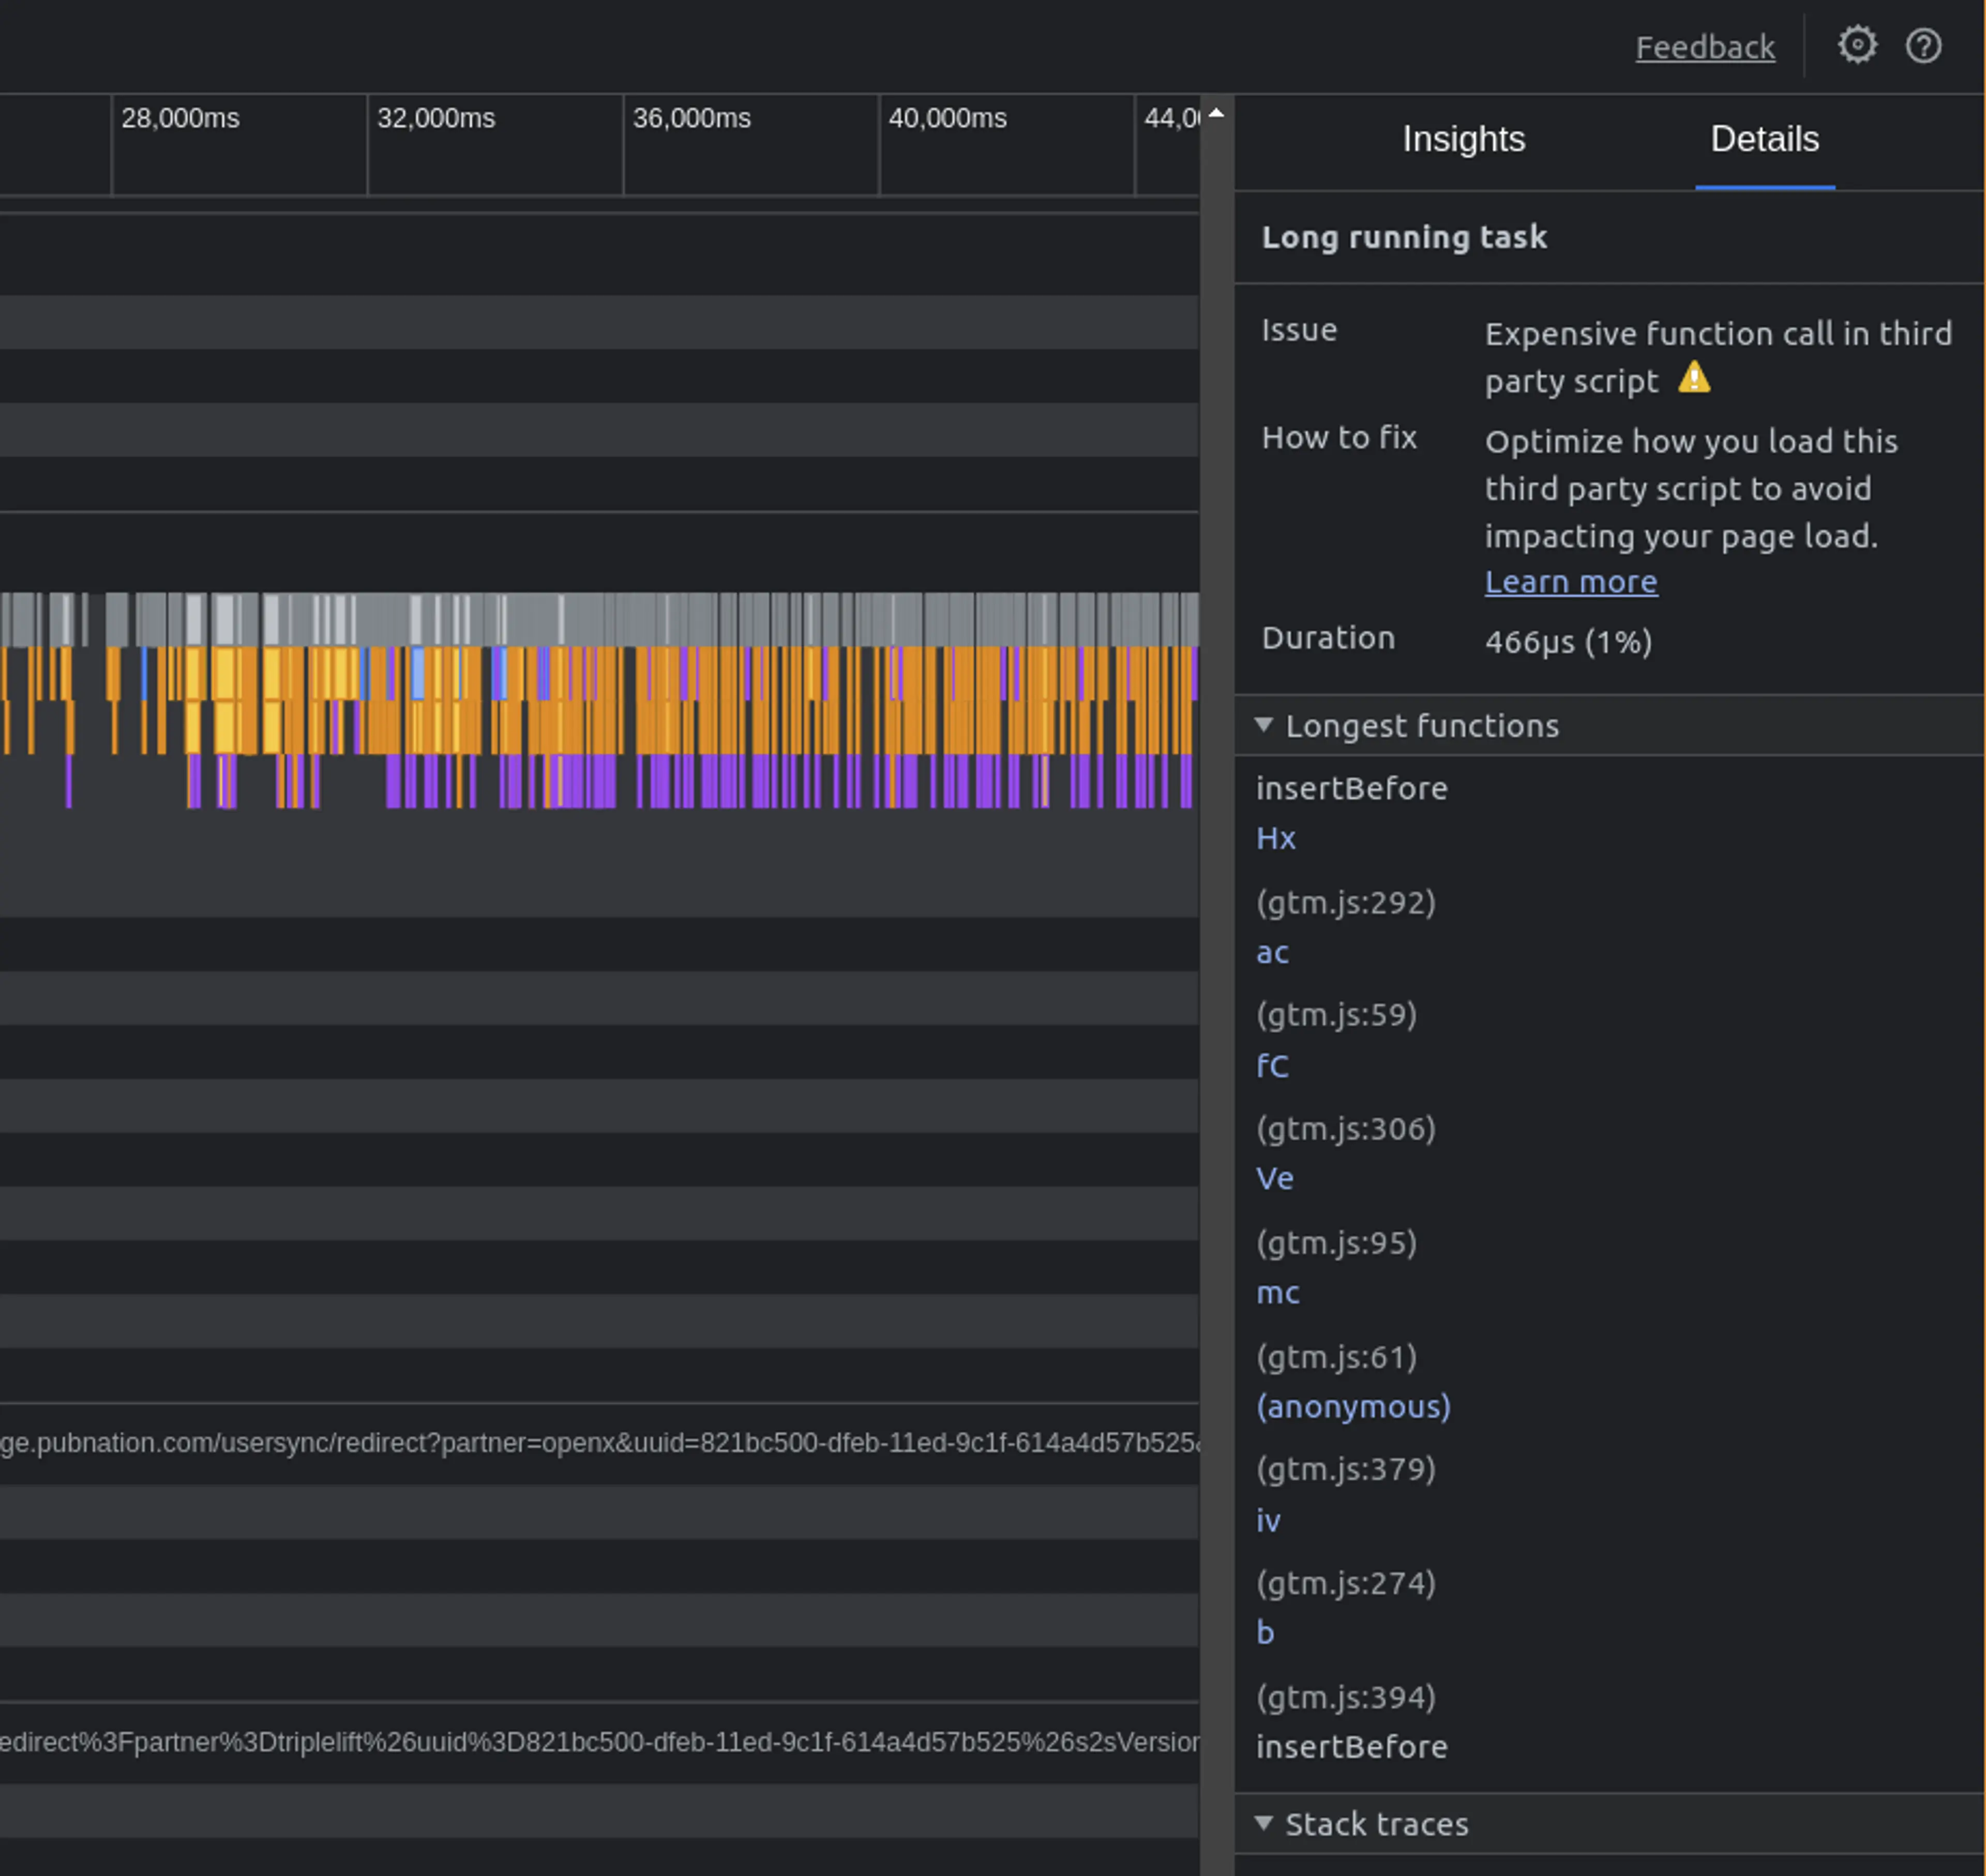 Feedback
28,000ms 32,000ms 36,000ms 40,000ms 44,0
Insights Details
Long running task
Issue Expensive function call in third
party script
How to fix Optimize how you load this
third party script to avoid
impacting your page load.
Learn more
Duration 466µs (1%)
Longest functions
insertBefore
Hx
(gtm.js:292)
ac
(gtm.js:59)
fC
(gtm.js:306)
Ve
(gtm.js:95)
mc
(gtm.js:61)
(anonymous)
(gtm.js:379)
iv
(gtm.js:274)
b
(gtm.js:394)
insertBefore
Stack traces
ge.pubnation.com/usersync/redirect?partner=openx&uuid=821bc500-dfeb-11ed-9c1f-614a4d57b525&
edirect%3Fpartner%3Dtriplelift%26uuid%3D821bc500-dfeb-11ed-9c1f-614a4d57b525%26s2sVersion